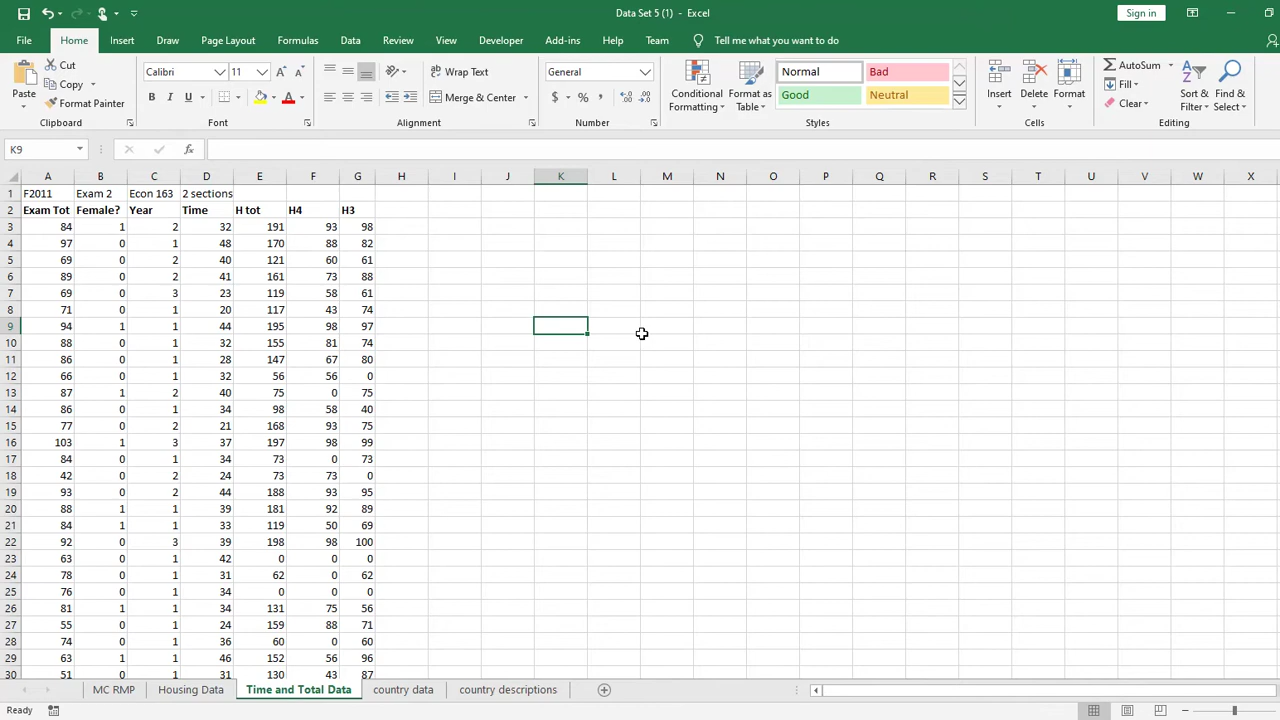 Data Set 5 (1) - Excel
Sign in
File Home Insert Draw Page Layout Formulas Data Review View Developer Add-ins Help Team Tell me what you want to do
Paste
Cut
Copy
Format Painter
Clipboard
Calibri 11
B I U
Font
Wrap Text
Merge & Center
Alignment
General
$ % ,
Number
Conditional Formatting
Format as Table
Normal Bad
Good Neutral
Styles
Insert Delete Format
Cells
AutoSum
Fill
Clear
Sort & Filter
Find & Select
Editing
K9 fx
A B C D E F G H I J K L M N O P Q R S T U V W X
1 F2011 Exam 2 Econ 163 2 sections
2 Exam Tot Female? Year Time H tot H4 H3
3 84 1 2 32 191 93 98
4 97 0 1 48 170 88 82
5 69 0 2 40 121 60 61
6 89 0 2 41 161 73 88
7 69 0 3 23 119 58 61
8 71 0 1 20 117 43 74
9 94 1 1 44 195 98 97
10 88 0 1 32 155 81 74
11 86 0 1 28 147 67 80
12 66 0 1 32 56 56 0
13 87 1 2 40 75 0 75
14 86 0 1 34 98 58 40
15 77 0 2 21 168 93 75
16 103 1 3 37 197 98 99
17 84 0 1 34 73 0 73
18 42 0 2 24 73 73 0
19 93 0 2 44 188 93 95
20 88 1 1 39 181 92 89
21 84 1 1 33 119 50 69
22 92 0 3 39 198 98 100
23 63 0 1 42 0 0 0
24 78 0 1 31 62 0 62
25 76 0 1 34 0 0 0
26 81 1 1 34 131 75 56
27 55 0 1 24 159 88 71
28 74 0 1 36 60 0 60
29 63 1 1 46 152 56 96
30 51 0 1 31 130 43 87
MC RMP Housing Data Time and Total Data country data country descriptions
Ready